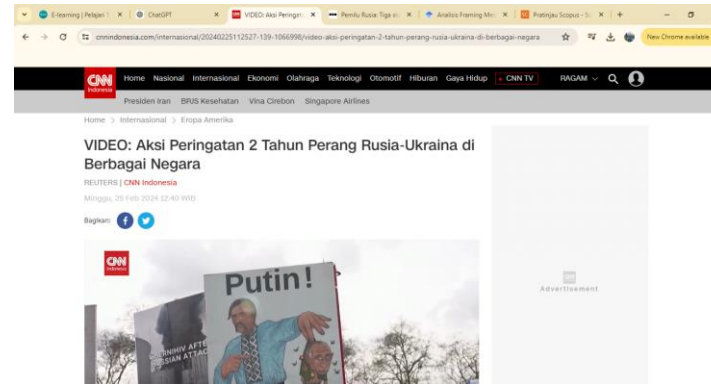 E-learning | Pelajar
ChatGPT
VIDEO: Aksi Peringat
Pemilu Rusia: Tiga
Analisis Framing
Pratinjau Scopus
cnnindonesia.com/internasional/20240225112527-139-1066998/video-aksi-peringatan-2-tahun-perang-rusia-ukraina-di-berbagai-negara
New Chrome available
CNN Indonesia
Home Nasional Internasional Ekonomi Olahraga Teknologi Otomotif Hiburan Gaya Hidup CNN TV RAGAM
Presiden Iran BPJS Kesehatan Vina Cirebon Singapore Airlines
Home > Internasional > Eropa Amerika
VIDEO: Aksi Peringatan 2 Tahun Perang Rusia-Ukraina di
Berbagai Negara
REUTERS | CNN Indonesia
Minggu, 25 Feb 2024 12:40 WIB
Bagikan:
CNN Indonesia
Advertisement
Putin!
CHERNIHIV AFTER
RUSSIAN ATTACK